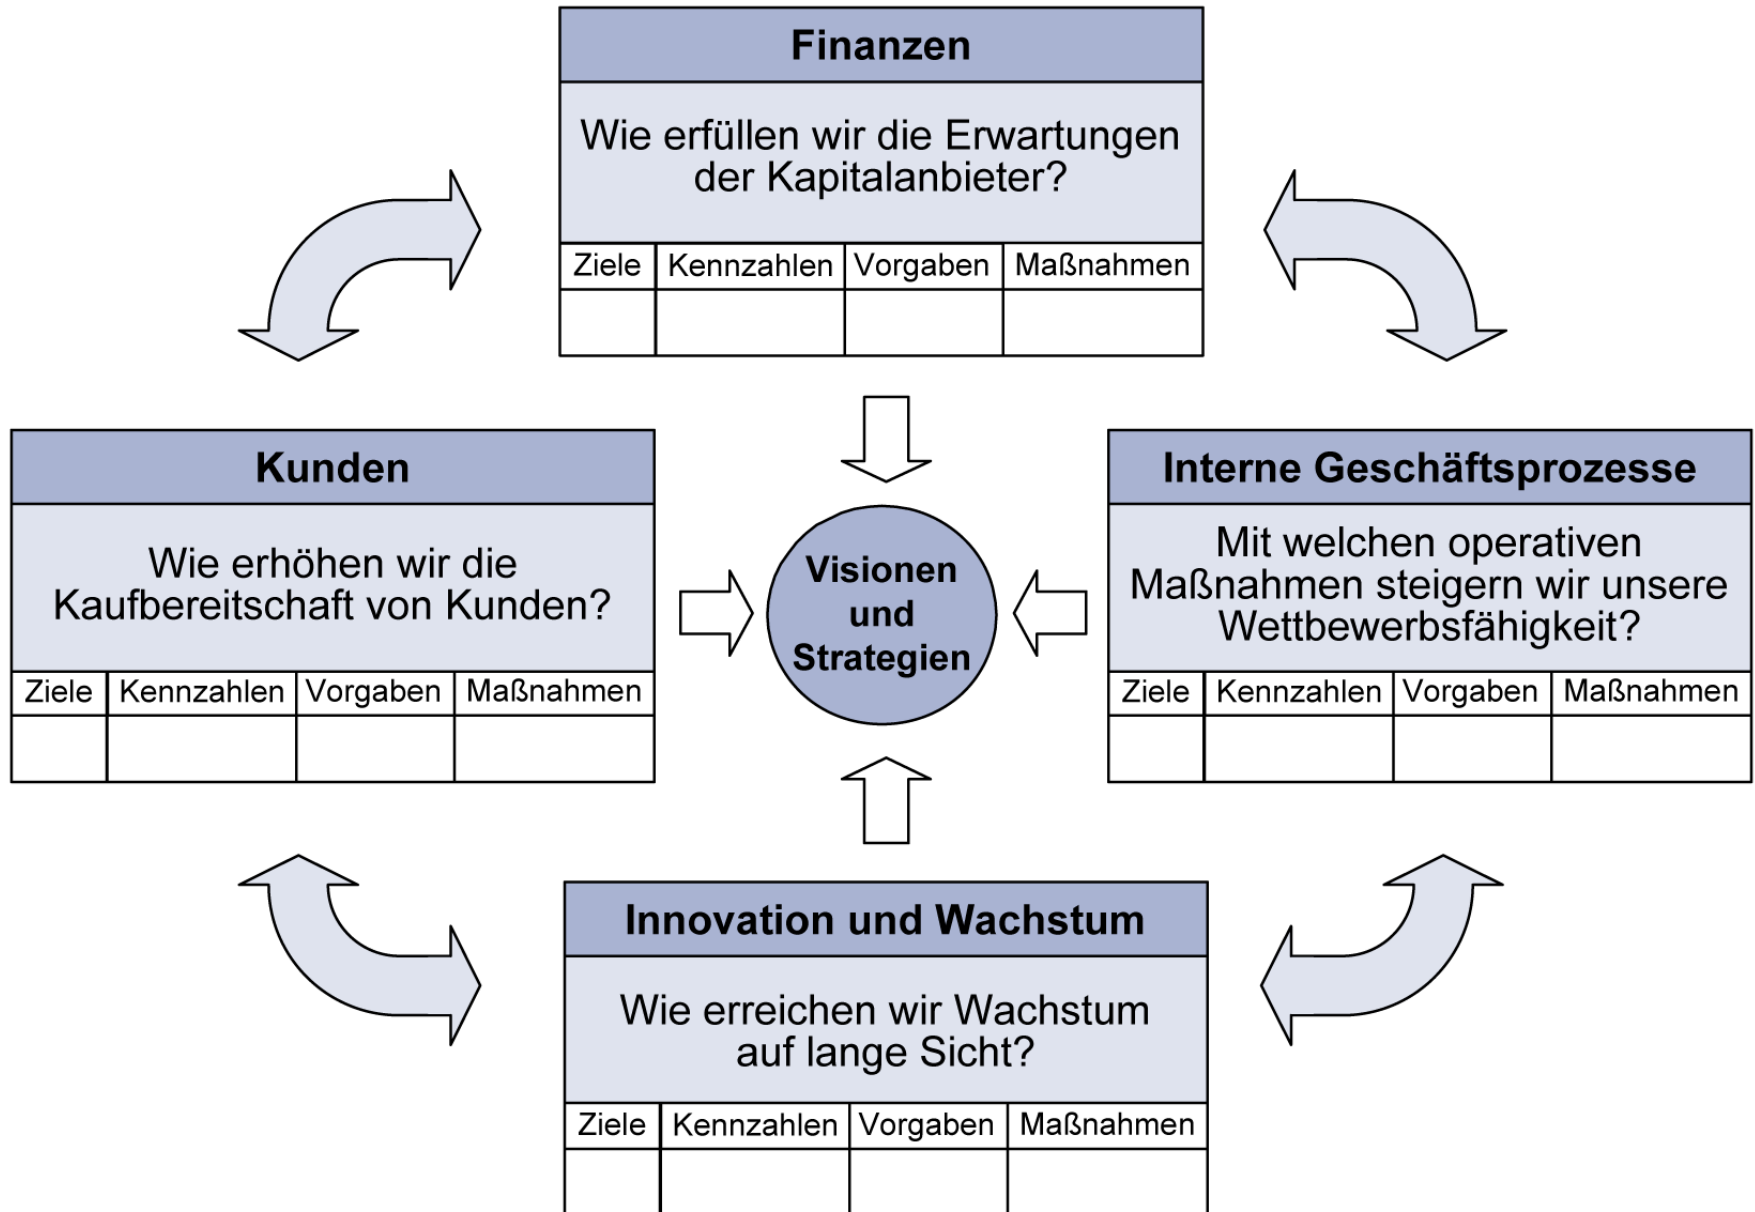 Finanzen
Wie erfüllen wir die Erwartungen
der Kapitalanbieter?
Ziele Kennzahlen Vorgaben Maßnahmen
Kunden
Wie erhöhen wir die
Kaufbereitschaft von Kunden?
Ziele Kennzahlen Vorgaben Maßnahmen
Visionen
und
Strategien
Interne Geschäftsprozesse
Mit welchen operativen
Maßnahmen steigern wir unsere
Wettbewerbsfähigkeit?
Ziele Kennzahlen Vorgaben Maßnahmen
Innovation und Wachstum
Wie erreichen wir Wachstum
auf lange Sicht?
Ziele Kennzahlen Vorgaben Maßnahmen